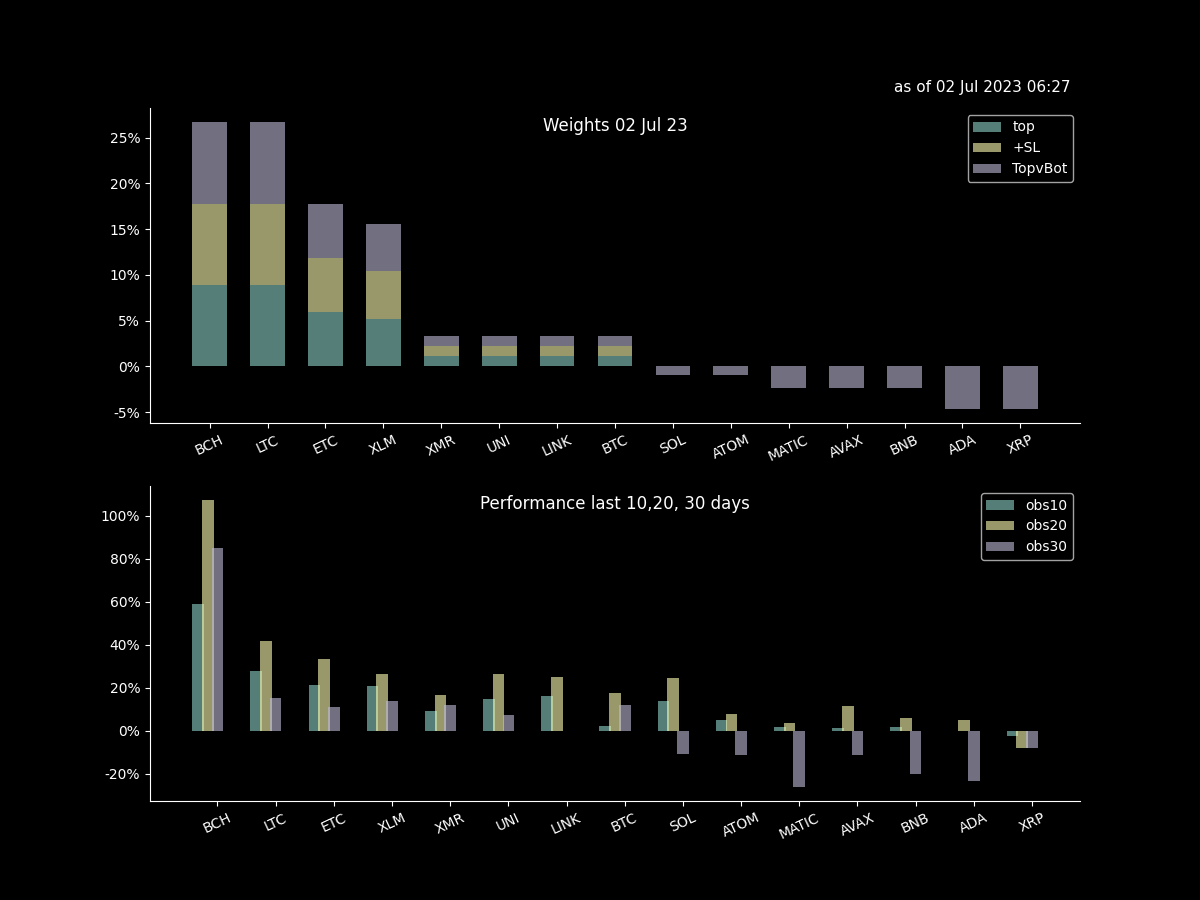 as of 02 Jul 2023 06:27
Weights 02 Jul 23
top
+SL
TopvBot
25%
20%
15%
10%
5%
0%
-5%
BCH LTC ETC XLM XMR UNI LINK BTC SOL ATOM MATIC AVAX BNB ADA XRP
Performance last 10,20, 30 days
obs10
obs20
obs30
100%
80%
60%
40%
20%
0%
-20%
BCH LTC ETC XLM XMR UNI LINK BTC SOL ATOM MATIC AVAX BNB ADA XRP